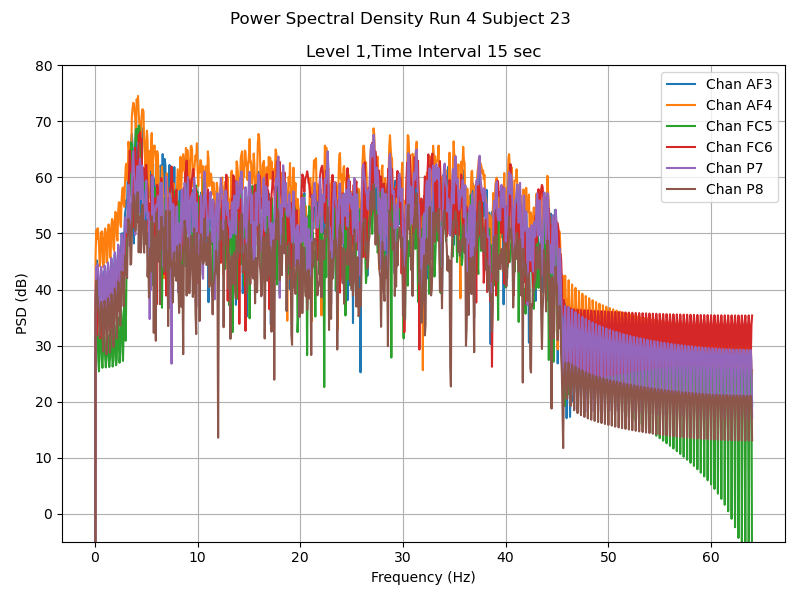 Power Spectral Density Run 4 Subject 23
Level 1,Time Interval 15 sec
80
70
60
50
40
30
20
10
0
PSD (dB)
Chan AF3
Chan AF4
Chan FC5
Chan FC6
Chan P7
Chan P8
0
10
20
30
40
50
60
Frequency (Hz)